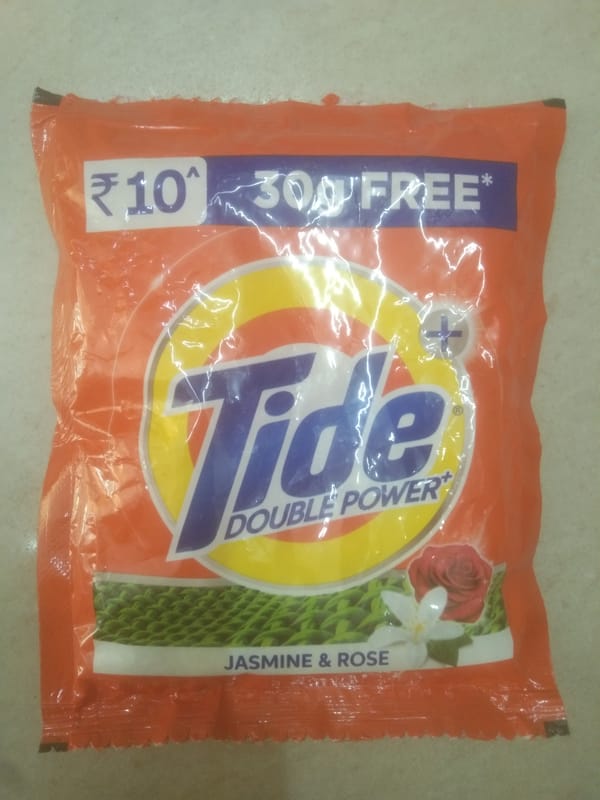 ₹10^ 30g FREE*
+
Tide®
DOUBLE POWER+
JASMINE & ROSE